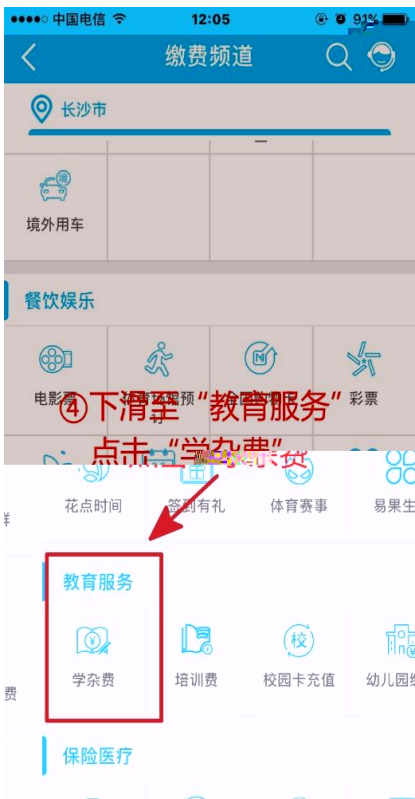 中国电信 12:05 91%
缴费频道
长沙市
境外用车
餐饮娱乐
电影票 彩票
④下滑至“教育服务”
点击“学杂费”
花点时间 签到有礼 体育赛事 易果生
教育服务
学杂费 培训费 校园卡充值 幼儿园
费
保险医疗